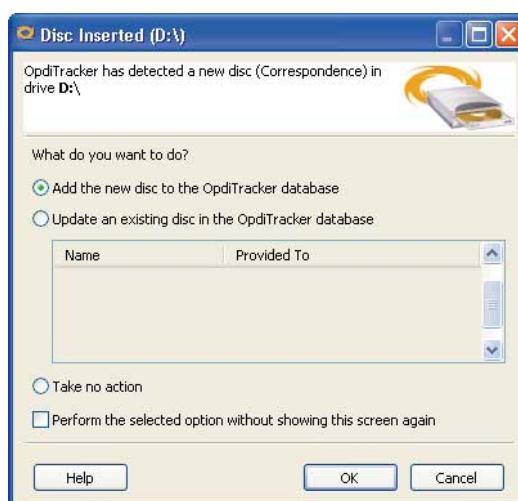 Disc Inserted (D:\)
OpdiTracker has detected a new disc (Correspondence) in
drive D:\
What do you want to do?
Add the new disc to the OpdiTracker database
Update an existing disc in the OpdiTracker database
Name Provided To
Take no action
Perform the selected option without showing this screen again
Help OK Cancel